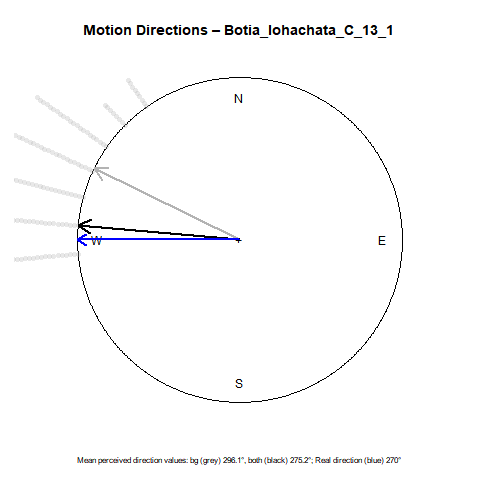 Motion Directions – Botia_lohachata_C_13_1
N
W
E
S
Mean perceived direction values: bg (grey) 296.1°, both (black) 275.2°; Real direction (blue) 270°